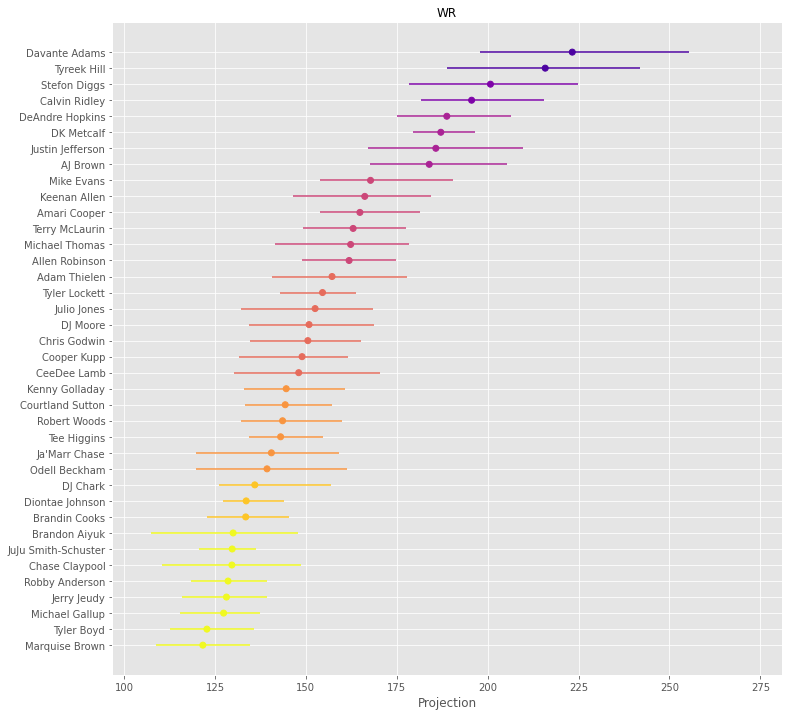 WR
Davante Adams
Tyreek Hill
Stefon Diggs
Calvin Ridley
DeAndre Hopkins
DK Metcalf
Justin Jefferson
AJ Brown
Mike Evans
Keenan Allen
Amari Cooper
Terry McLaurin
Michael Thomas
Allen Robinson
Adam Thielen
Tyler Lockett
Julio Jones
DJ Moore
Chris Godwin
Cooper Kupp
CeeDee Lamb
Kenny Golladay
Courtland Sutton
Robert Woods
Tee Higgins
Ja'Marr Chase
Odell Beckham
DJ Chark
Diontae Johnson
Brandin Cooks
Brandon Aiyuk
JuJu Smith-Schuster
Chase Claypool
Robby Anderson
Jerry Jeudy
Michael Gallup
Tyler Boyd
Marquise Brown
100 125 150 175 200 225 250 275
Projection